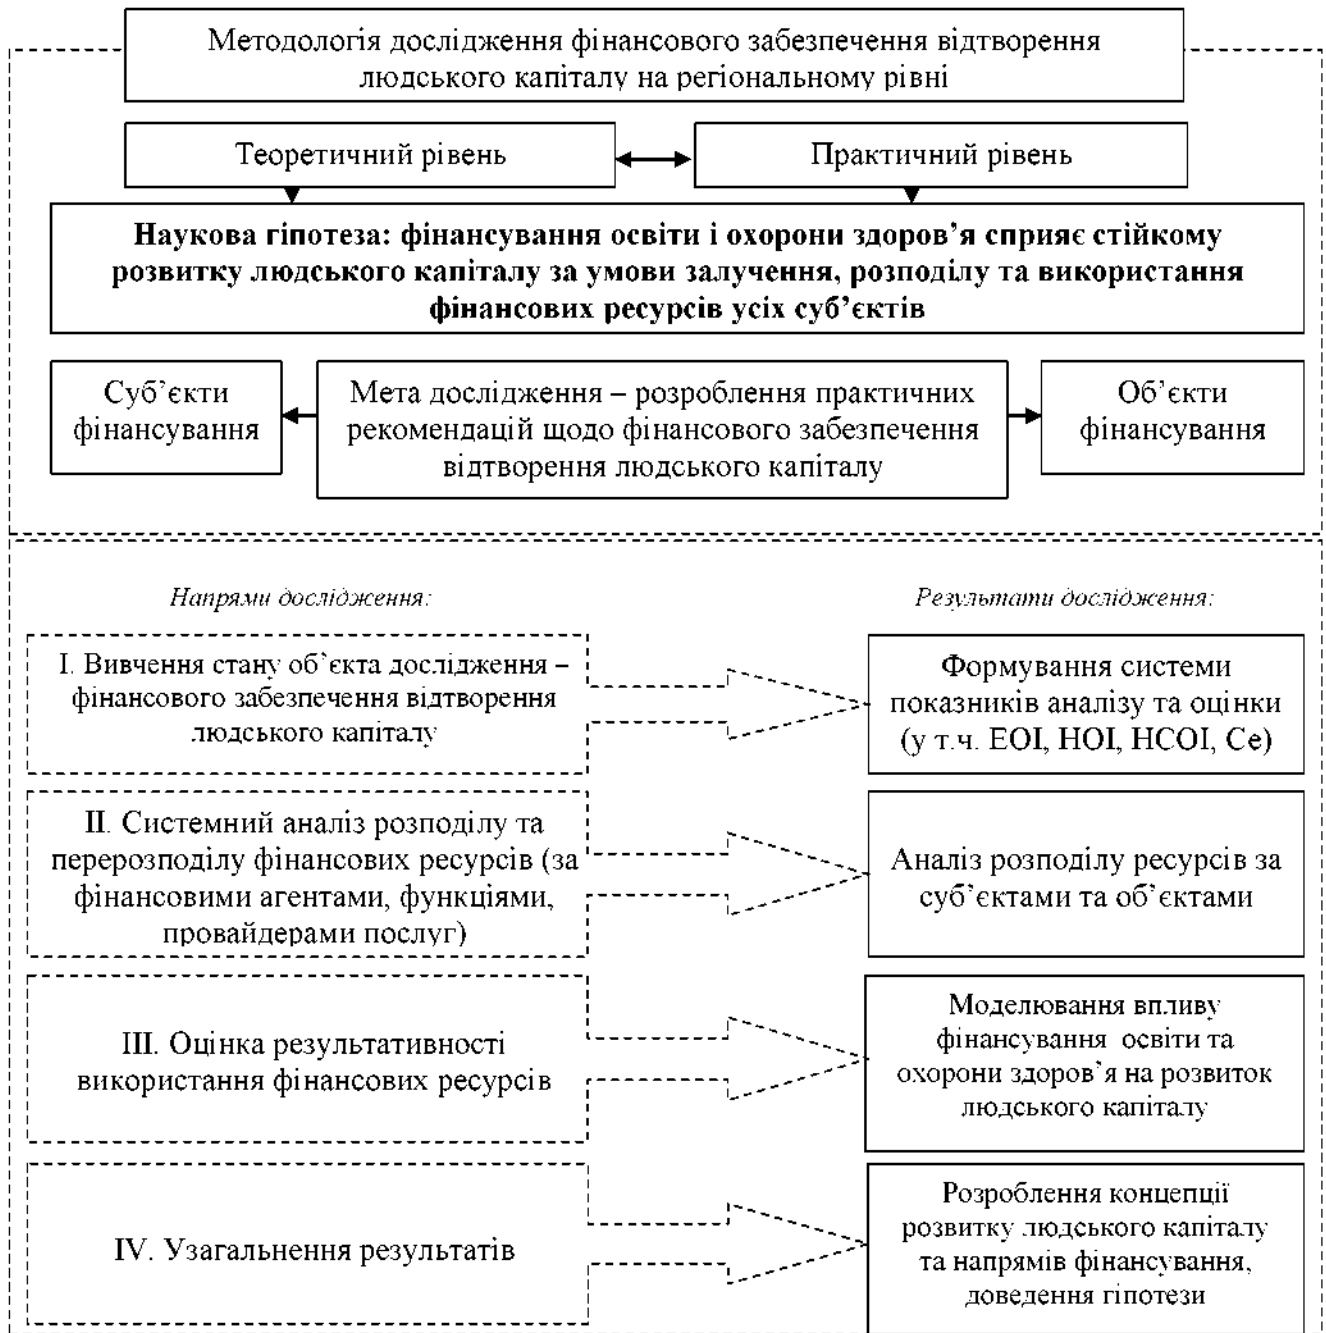 Методологія дослідження фінансового забезпечення відтворення
людського капіталу на регіональному рівні
Теоретичний рівень
Практичний рівень
Наукова гіпотеза: фінансування освіти і охорони здоров’я сприяє стійкому
розвитку людського капіталу за умови залучення, розподілу та використання
фінансових ресурсів усіх суб’єктів
Суб’єкти
фінансування
Мета дослідження – розроблення практичних
рекомендацій щодо фінансового забезпечення
відтворення людського капіталу
Об’єкти
фінансування
Напрями дослідження:
Результати дослідження:
I. Вивчення стану об’єкта дослідження –
фінансового забезпечення відтворення
людського капіталу
Формування системи
показників аналізу та оцінки
(у т.ч. EOI, HOI, HCOI, Ce)
II. Системний аналіз розподілу та
перерозподілу фінансових ресурсів (за
фінансовими агентами, функціями,
провайдерами послуг)
Аналіз розподілу ресурсів за
суб’єктами та об’єктами
III. Оцінка результативності
використання фінансових ресурсів
Моделювання впливу
фінансування освіти та
охорони здоров’я на розвиток
людського капіталу
IV. Узагальнення результатів
Розроблення концепції
розвитку людського капіталу
та напрямів фінансування,
доведення гіпотези